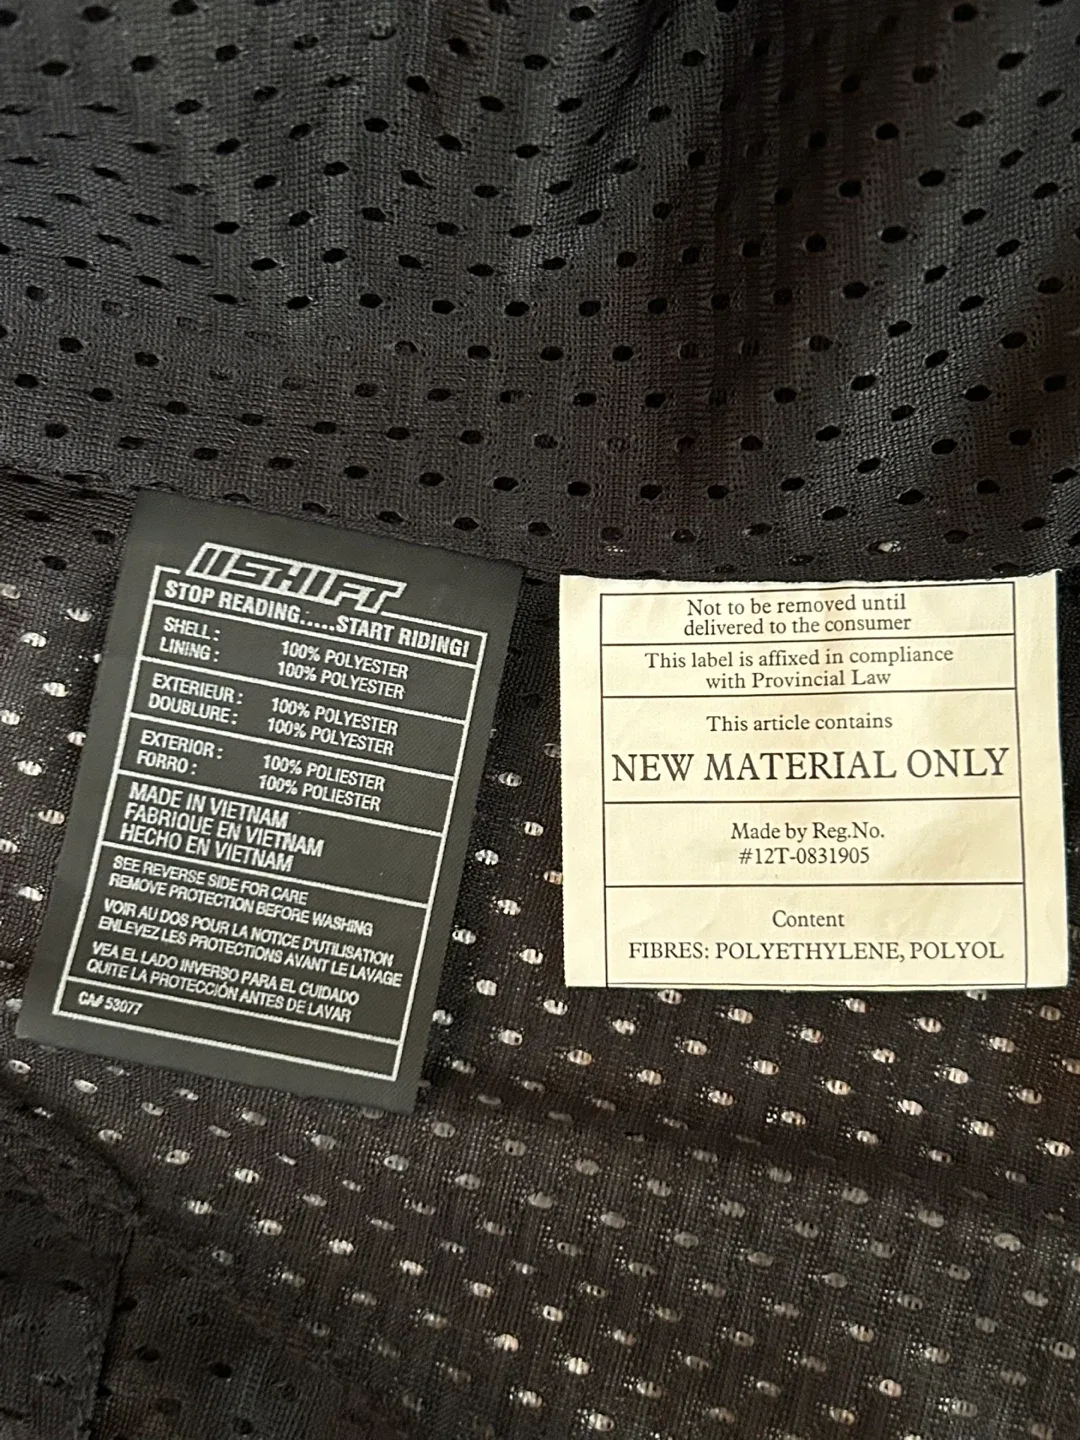 SHIFT
STOP READING.....START RIDING!
SHELL: 100% POLYESTER
LINING: 100% POLYESTER
EXTERIEUR: 100% POLYESTER
DOUBLURE: 100% POLYESTER
EXTERIOR: 100% POLIESTER
FORRO: 100% POLIESTER
MADE IN VIETNAM
FABRIQUE EN VIETNAM
HECHO EN VIETNAM
SEE REVERSE SIDE FOR CARE
REMOVE PROTECTION BEFORE WASHING
VOIR AU DOS POUR LA NOTICE D'UTILISATION
ENLEVEZ LES PROTECTIONS AVANT LE LAVAGE
VEA EL LADO INVERSO PARA EL CUIDADO
QUITE LA PROTECCIÓN ANTES DE LAVAR
CA# 53077
Not to be removed until
delivered to the consumer
This label is affixed in compliance
with Provincial Law
This article contains
NEW MATERIAL ONLY
Made by Reg.No.
#12T-0831905
Content
FIBRES: POLYETHYLENE, POLYOL